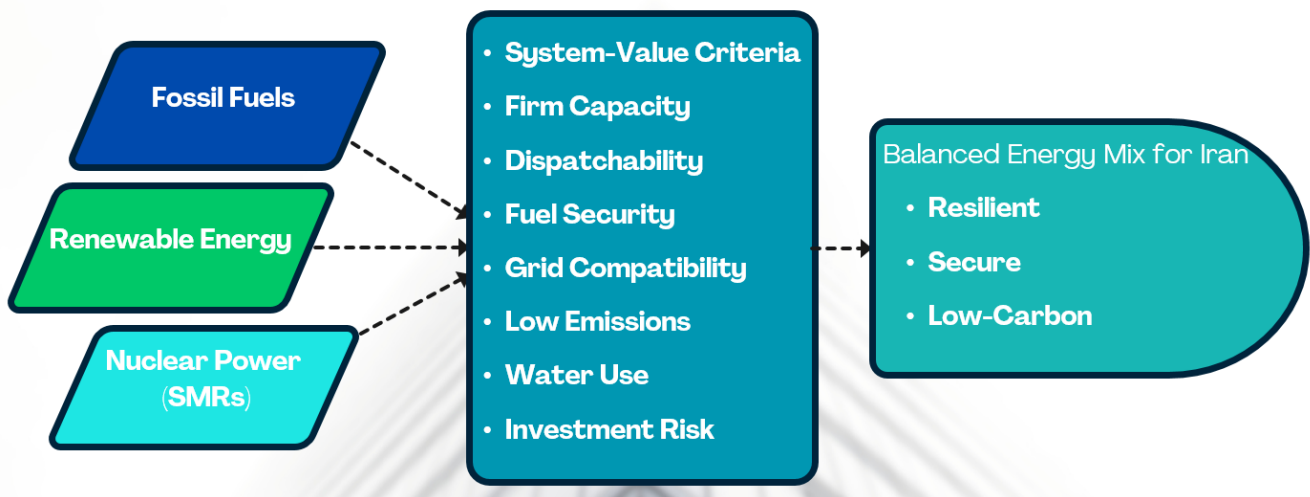 Fossil Fuels
Renewable Energy
Nuclear Power
(SMRs)
• System-Value Criteria
• Firm Capacity
• Dispatchability
• Fuel Security
• Grid Compatibility
• Low Emissions
• Water Use
• Investment Risk
Balanced Energy Mix for Iran
• Resilient
• Secure
• Low-Carbon